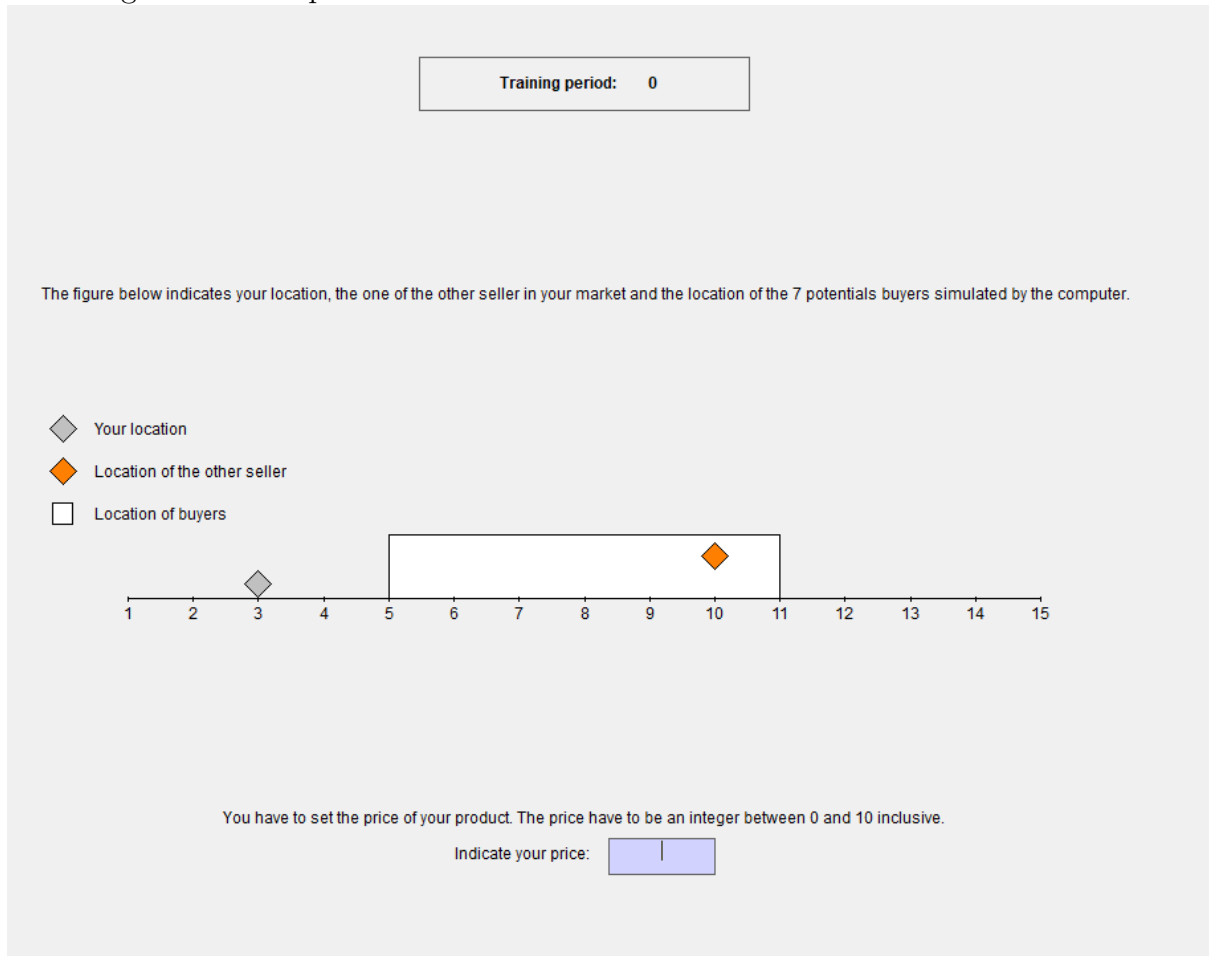 Training period: 0
The figure below indicates your location, the one of the other seller in your market and the location of the 7 potentials buyers simulated by the computer.
Your location
Location of the other seller
Location of buyers
1 2 3 4 5 6 7 8 9 10 11 12 13 14 15
You have to set the price of your product. The price have to be an integer between 0 and 10 inclusive.
Indicate your price: